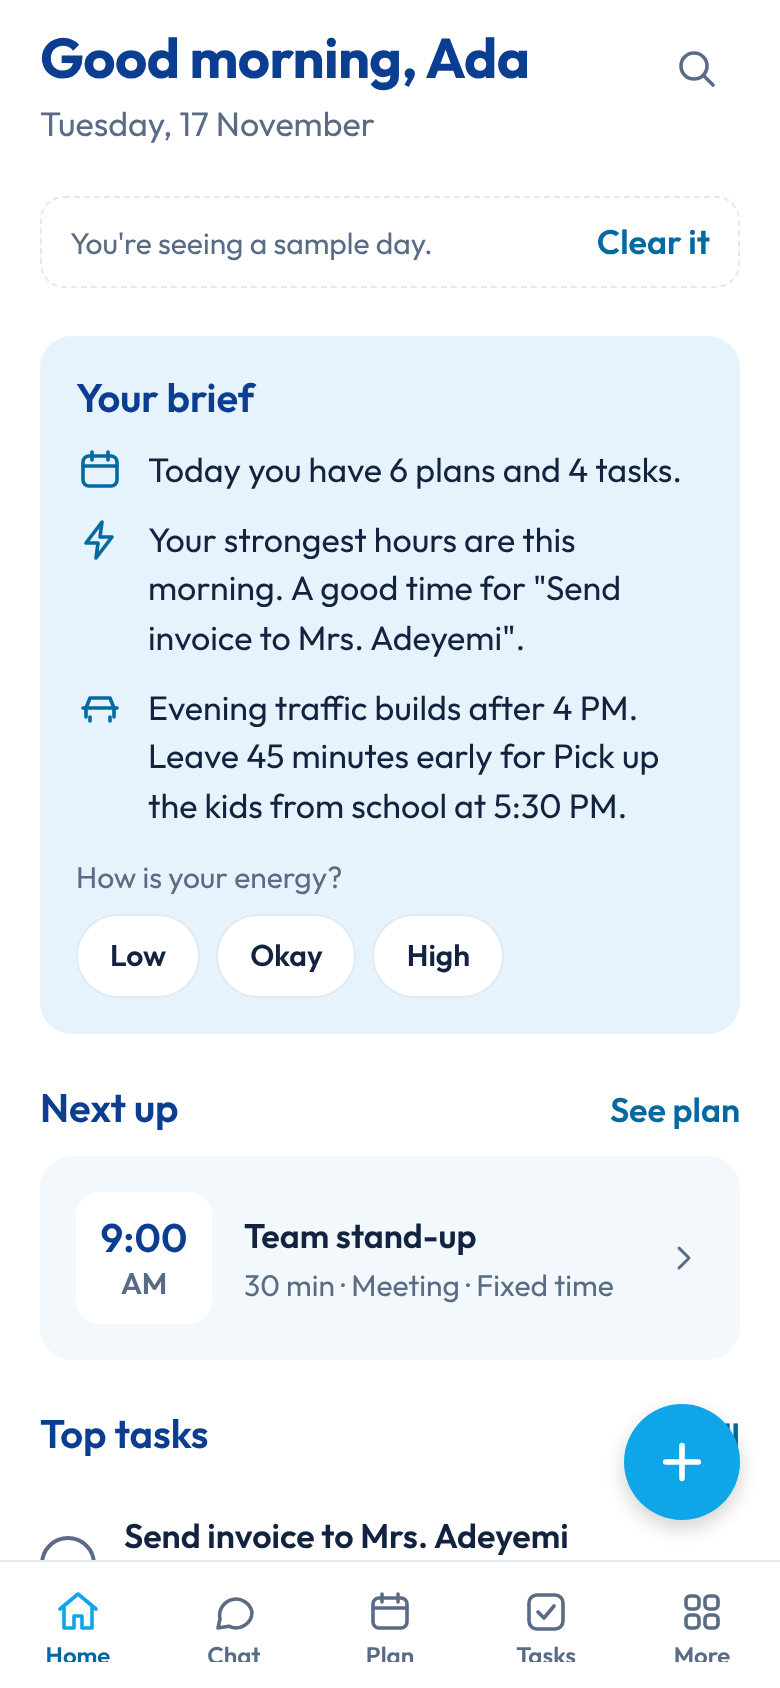 Good morning, Ada
Tuesday, 17 November
You're seeing a sample day.
Clear it
Your brief
Today you have 6 plans and 4 tasks.
Your strongest hours are this
morning. A good time for "Send
invoice to Mrs. Adeyemi".
Evening traffic builds after 4 PM.
Leave 45 minutes early for Pick up
the kids from school at 5:30 PM.
How is your energy?
Low
Okay
High
Next up
See plan
9:00
AM
Team stand-up
30 min · Meeting · Fixed time
Top tasks
Send invoice to Mrs. Adeyemi
Home
Chat
Plan
Tasks
More